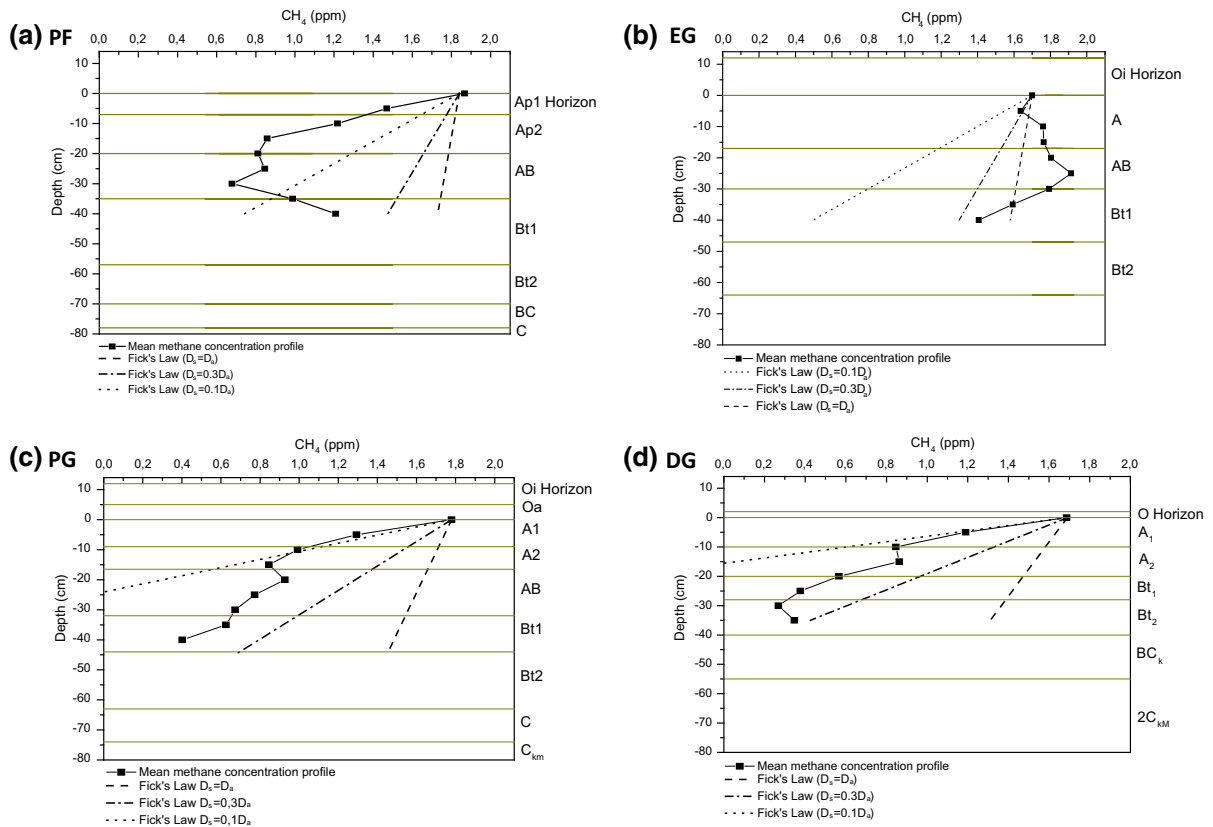 (a) PF
CH4 (ppm)
0,0 0,2 0,4 0,6 0,8 1,0 1,2 1,4 1,6 1,8 2,0
Depth (cm)
10
0
-10
-20
-30
-40
-50
-60
-70
-80
Ap1 Horizon
Ap2
AB
Bt1
Bt2
BC
C
Mean methane concentration profile
Fick's Law (Ds=Da)
Fick's Law (Ds=0.3Da)
Fick's Law (Ds=0.1Da)
(b) EG
CH4 (ppm)
0,0 0,2 0,4 0,6 0,8 1,0 1,2 1,4 1,6 1,8 2,0
Depth (cm)
10
0
-10
-20
-30
-40
-50
-60
-70
-80
Oi Horizon
A
AB
Bt1
Bt2
Mean methane concentration profile
Fick's Law (Ds=0.1Da)
Fick's Law (Ds=0.3Da)
Fick's Law (Ds=Da)
(c) PG
CH4 (ppm)
0,0 0,2 0,4 0,6 0,8 1,0 1,2 1,4 1,6 1,8 2,0
Depth (cm)
10
0
-10
-20
-30
-40
-50
-60
-70
-80
Oi Horizon
Oa
A1
A2
AB
Bt1
Bt2
C
Ckm
Mean methane concentration profile
Fick's Law Ds=Da
Fick's Law Ds=0,3Da
Fick's Law Ds=0,1Da
(d) DG
CH4 (ppm)
0,0 0,2 0,4 0,6 0,8 1,0 1,2 1,4 1,6 1,8 2,0
Depth (cm)
10
0
-10
-20
-30
-40
-50
-60
-70
-80
O Horizon
A1
A2
Bt1
Bt2
BCk
2CkM
Mean methane concentration profile
Fick's Law (Ds=Da)
Fick's Law (Ds=0.3Da)
Fick's Law (Ds=0.1Da)